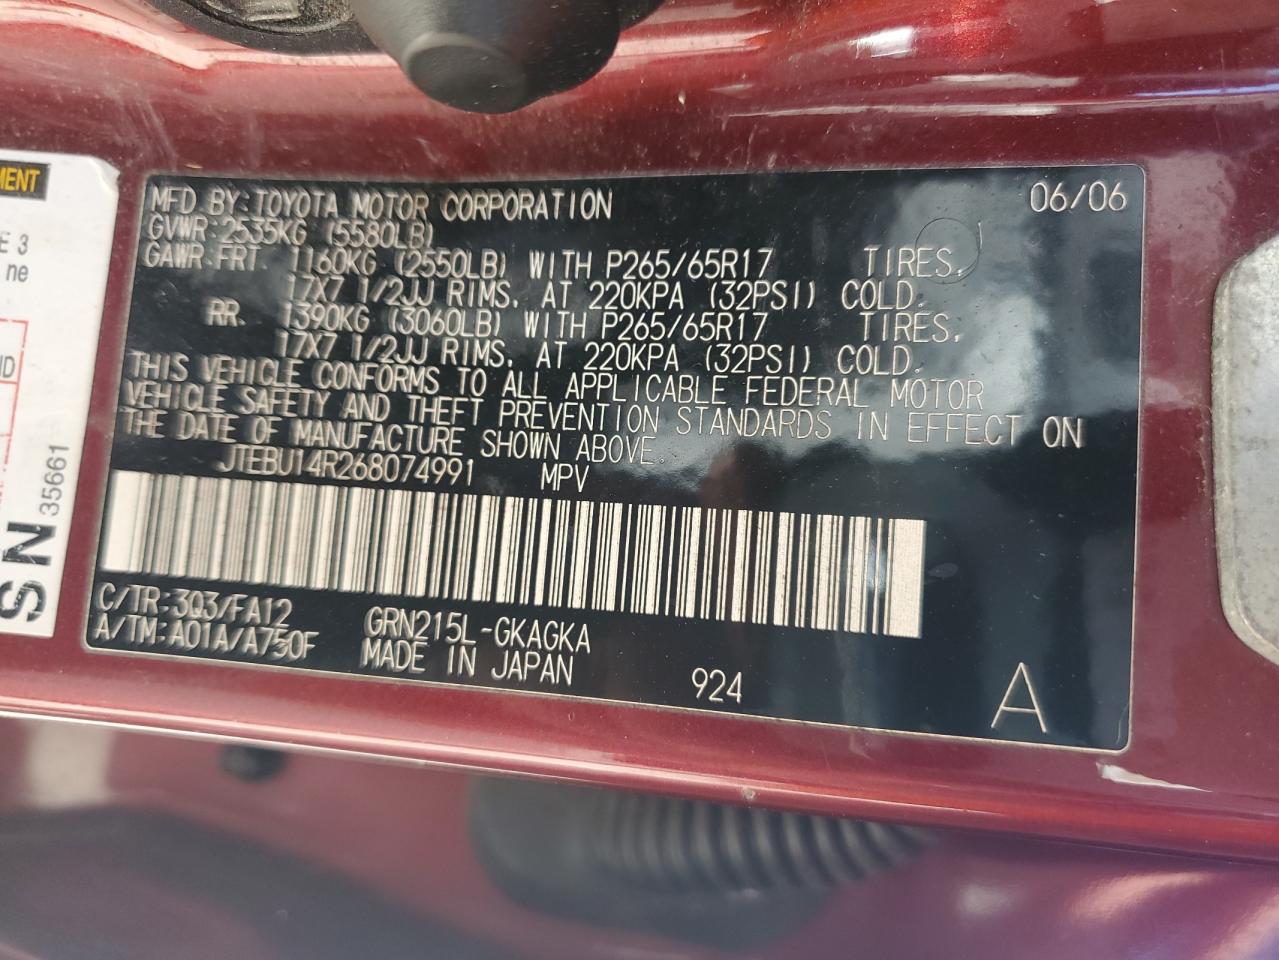 MFD BY:TOYOTA MOTOR CORPORATION 06/06
GVWR:2535KG (5580LB)
GAWR:FRT. 1160KG (2550LB) WITH P265/65R17 TIRES,
17X7 1/2JJ RIMS, AT 220KPA (32PSI) COLD.
RR. 1390KG (3060LB) WITH P265/65R17 TIRES,
17X7 1/2JJ RIMS, AT 220KPA (32PSI) COLD.
THIS VEHICLE CONFORMS TO ALL APPLICABLE FEDERAL MOTOR
VEHICLE SAFETY AND THEFT PREVENTION STANDARDS IN EFFECT ON
THE DATE OF MANUFACTURE SHOWN ABOVE.
JTEBU14R268074991 MPV
C/TR:3Q3/FA12 GRN215L-GKAGKA
A/TM:A01A/A750F MADE IN JAPAN 924 A
MENT
E 3
ne
ND
SN 35661